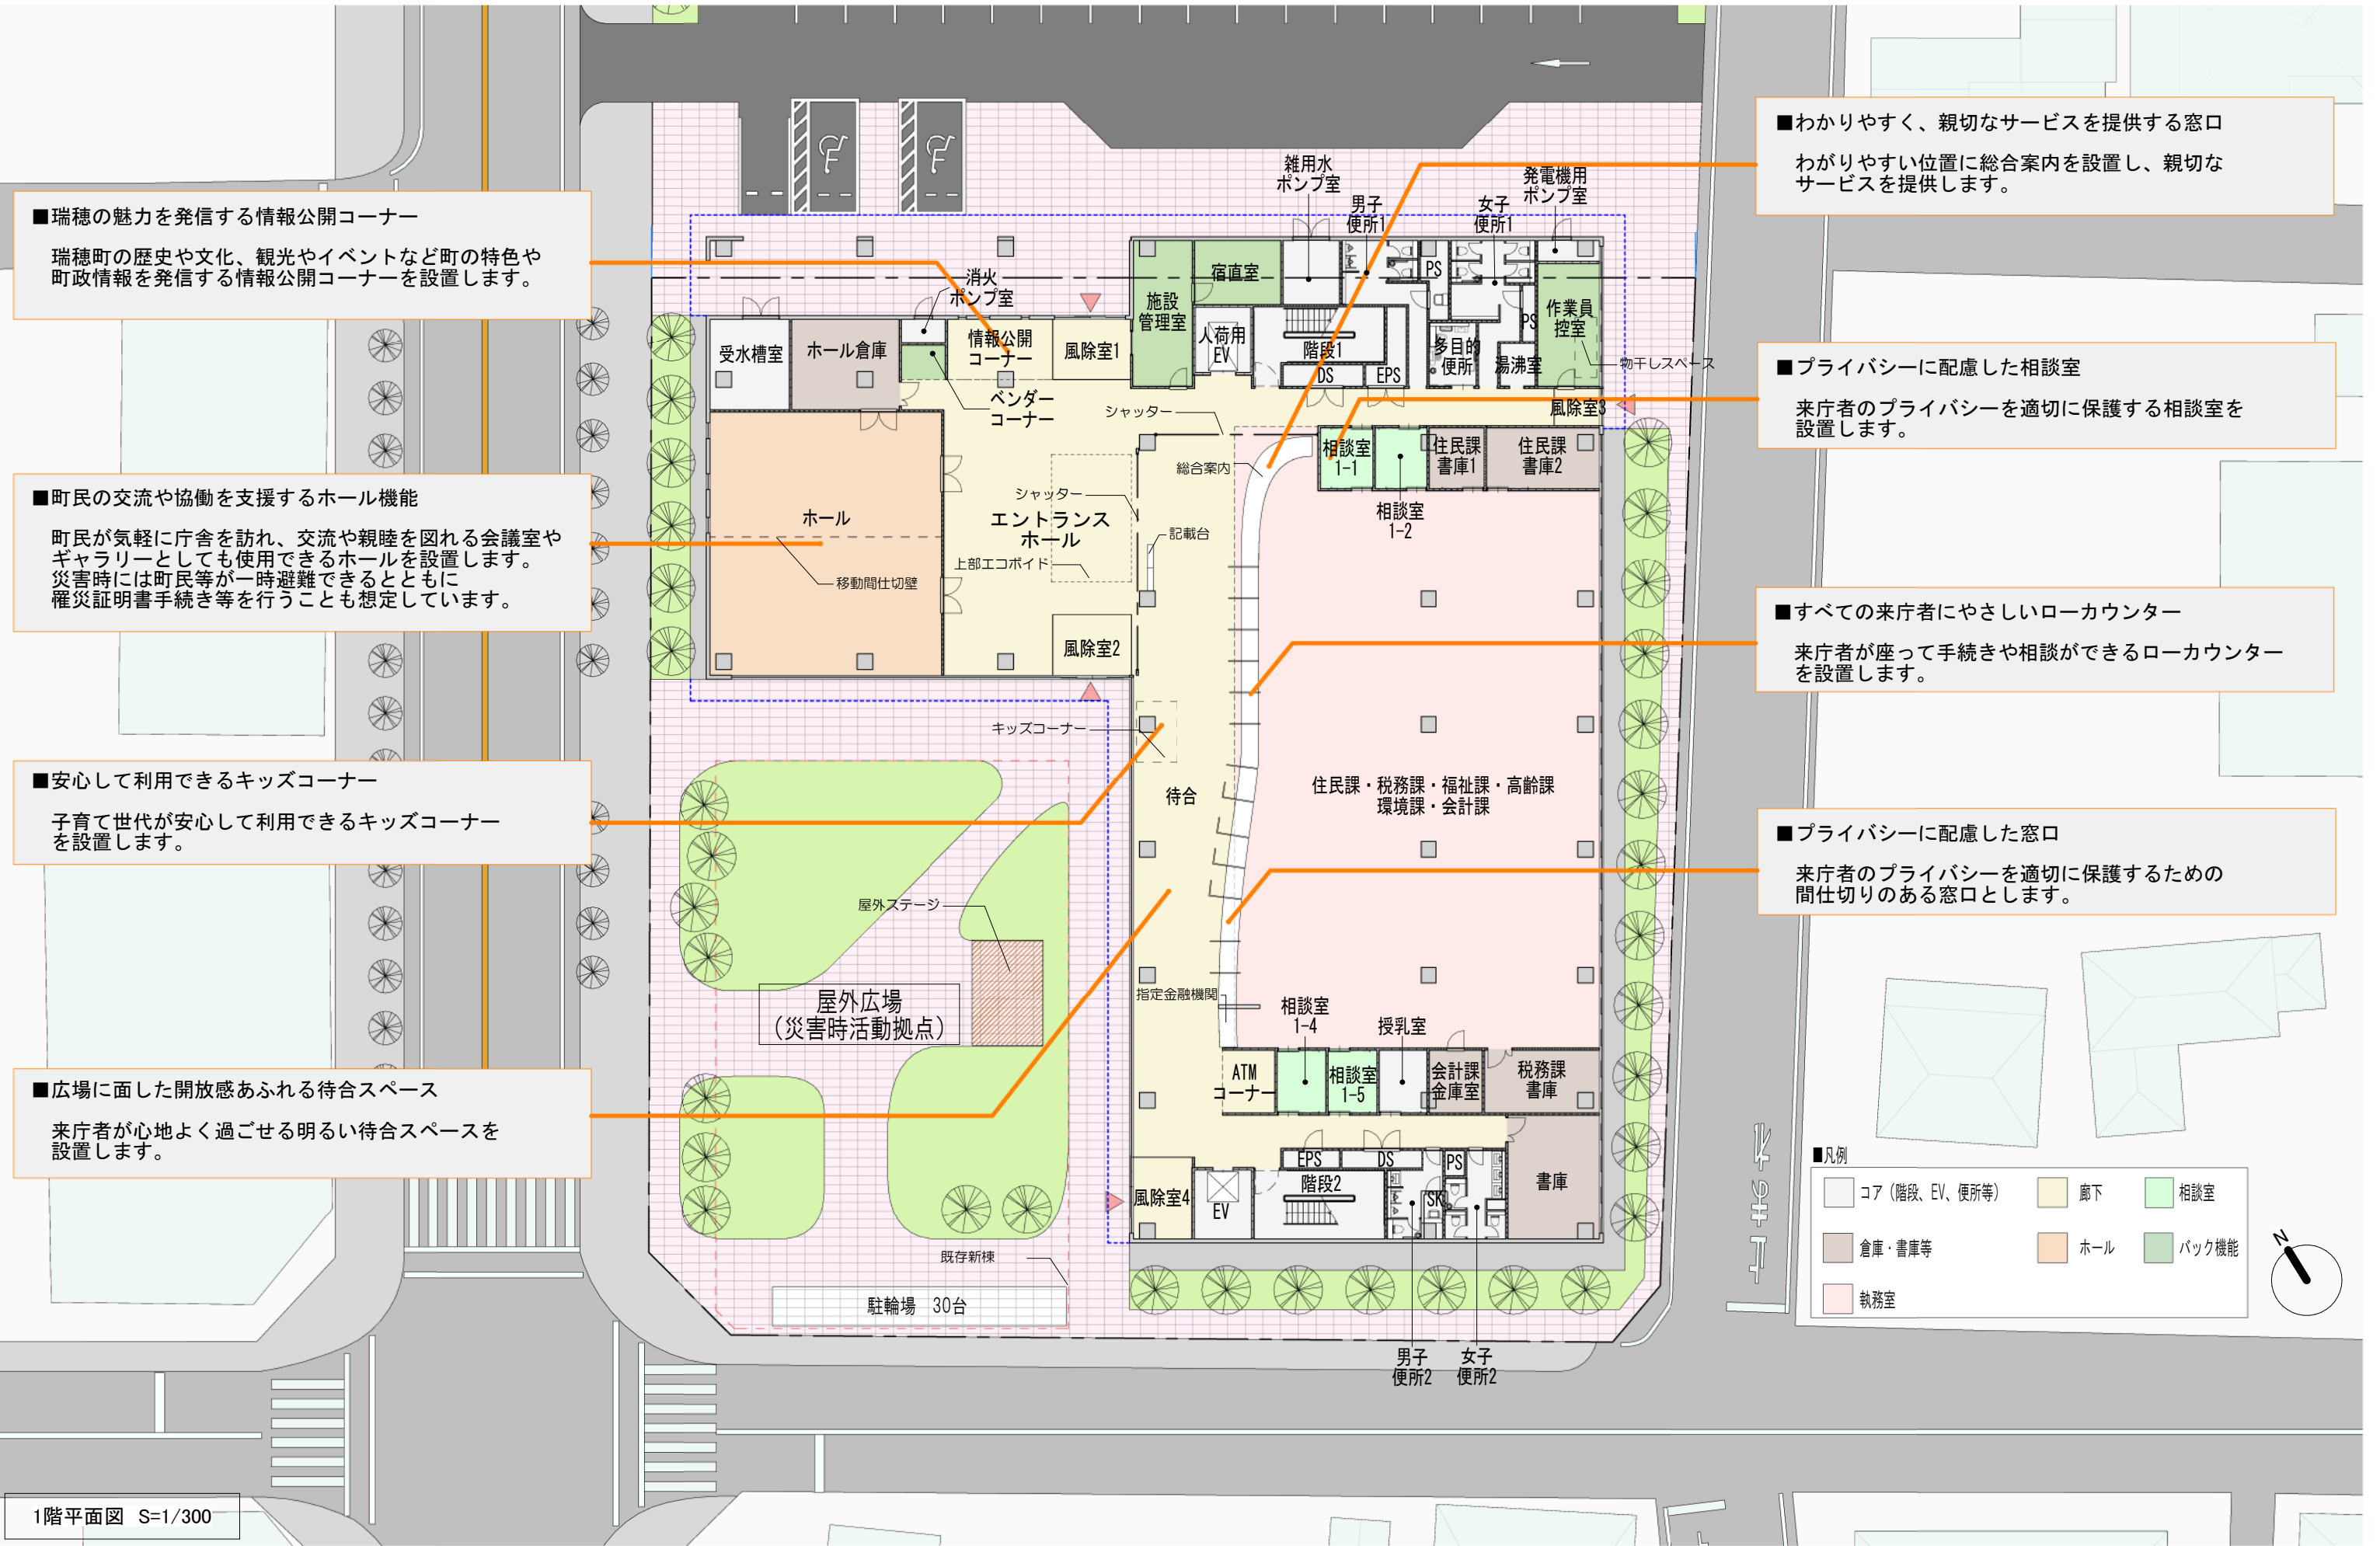 ■瑞穂の魅力を発信する情報公開コーナー
瑞穂町の歴史や文化、観光やイベントなど町の特色や
町政情報を発信する情報公開コーナーを設置します。
■町民の交流や協働を支援するホール機能
町民が気軽に庁舎を訪れ、交流や親睦を図れる会議室や
ギャラリーとしても使用できるホールを設置します。
災害時には町民等が一時避難できるとともに
罹災証明書手続き等を行うことも想定しています。
■安心して利用できるキッズコーナー
子育て世代が安心して利用できるキッズコーナー
を設置します。
■広場に面した開放感あふれる待合スペース
来庁者が心地よく過ごせる明るい待合スペースを
設置します。
■わかりやすく、親切なサービスを提供する窓口
わがりやすい位置に総合案内を設置し、親切な
サービスを提供します。
■プライバシーに配慮した相談室
来庁者のプライバシーを適切に保護する相談室を
設置します。
■すべての来庁者にやさしいローカウンター
来庁者が座って手続きや相談ができるローカウンター
を設置します。
■プライバシーに配慮した窓口
来庁者のプライバシーを適切に保護するための
間仕切りのある窓口とします。
雑用水
ポンプ室
男子
便所1
女子
便所1
発電機用
ポンプ室
消火
ポンプ室
施設
管理室
宿直室
PS
PS
作業員
控室
物干しスペース
受水槽室
ホール倉庫
情報公開
コーナー
風除室1
人荷用
EV
階段1
DS
EPS
多目的
便所
湯沸室
ベンダー
コーナー
シャッター
風除室3
相談室
1-1
住民課
書庫1
住民課
書庫2
総合案内
相談室
1-2
ホール
シャッター
エントランス
ホール
記載台
上部エコボイド
移動間仕切壁
風除室2
キッズコーナー
待合
住民課・税務課・福祉課・高齢課
環境課・会計課
屋外ステージ
屋外広場
（災害時活動拠点）
指定金融機関
相談室
1-4
授乳室
ATM
コーナー
相談室
1-5
会計課
金庫室
税務課
書庫
EPS
DS
PS
書庫
風除室4
EV
階段2
SK
既存新棟
駐輪場　30台
男子
便所2
女子
便所2
止まれ
■凡例
コア（階段、EV、便所等）
廊下
相談室
倉庫・書庫等
ホール
バック機能
執務室
N
1階平面図　S=1/300